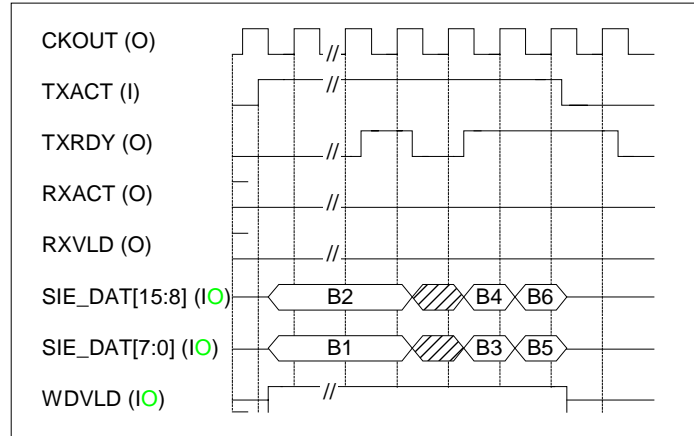 CKOUT (O)
//
TXACT (I)
//
TXRDY (O)
//
RXACT (O)
//
RXVLD (O)
//
SIE_DAT[15:8] (IO)
B2
B4
B6
SIE_DAT[7:0] (IO)
B1
B3
B5
WDVLD (IO)
//